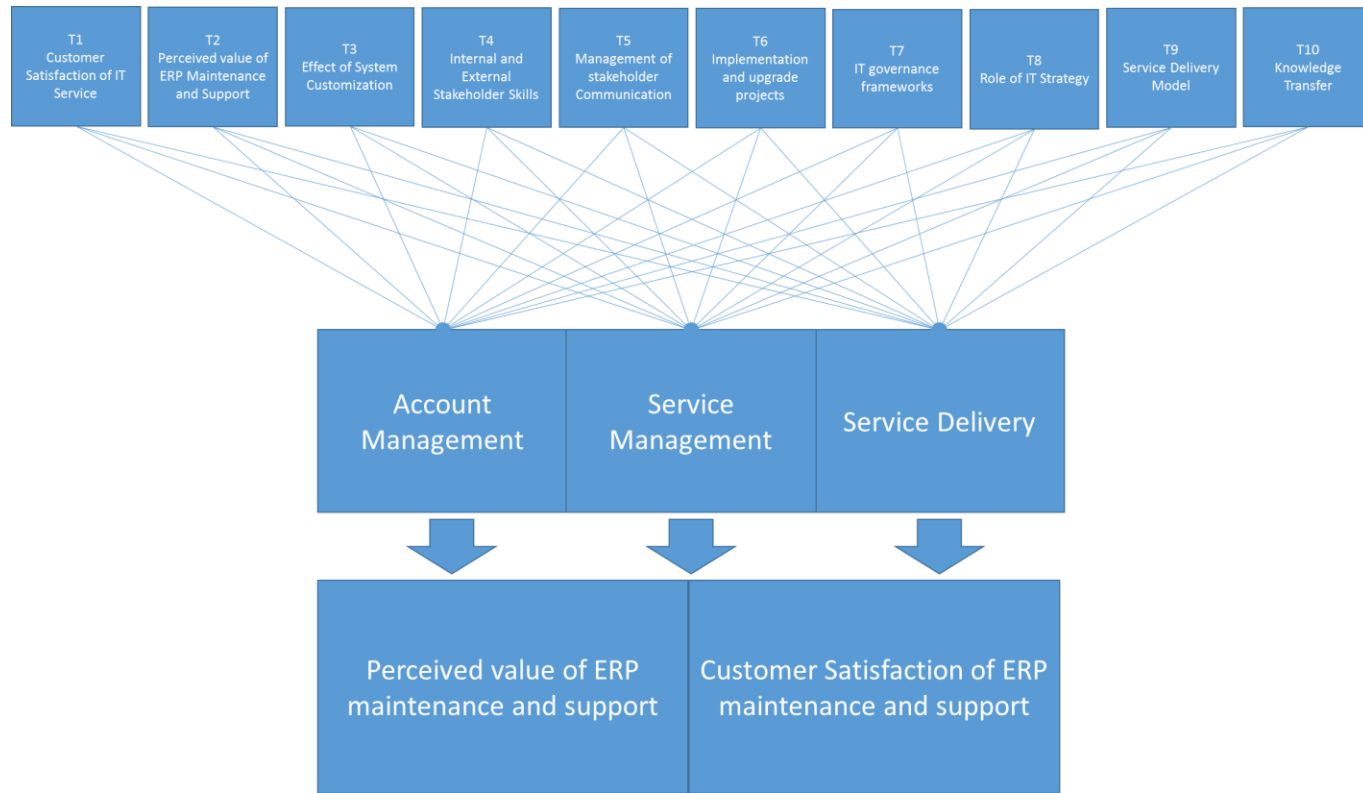 T1
Customer
Satisfaction of IT
Service
T2
Perceived value of
ERP Maintenance
and Support
T3
Effect of System
Customization
T4
Internal and
External
Stakeholder Skills
T5
Management of
stakeholder
Communication
T6
Implementation
and upgrade
projects
T7
IT governance
frameworks
T8
Role of IT Strategy
T9
Service Delivery
Model
T10
Knowledge
Transfer
Account
Management
Service
Management
Service Delivery
Perceived value of ERP
maintenance and support
Customer Satisfaction of ERP
maintenance and support